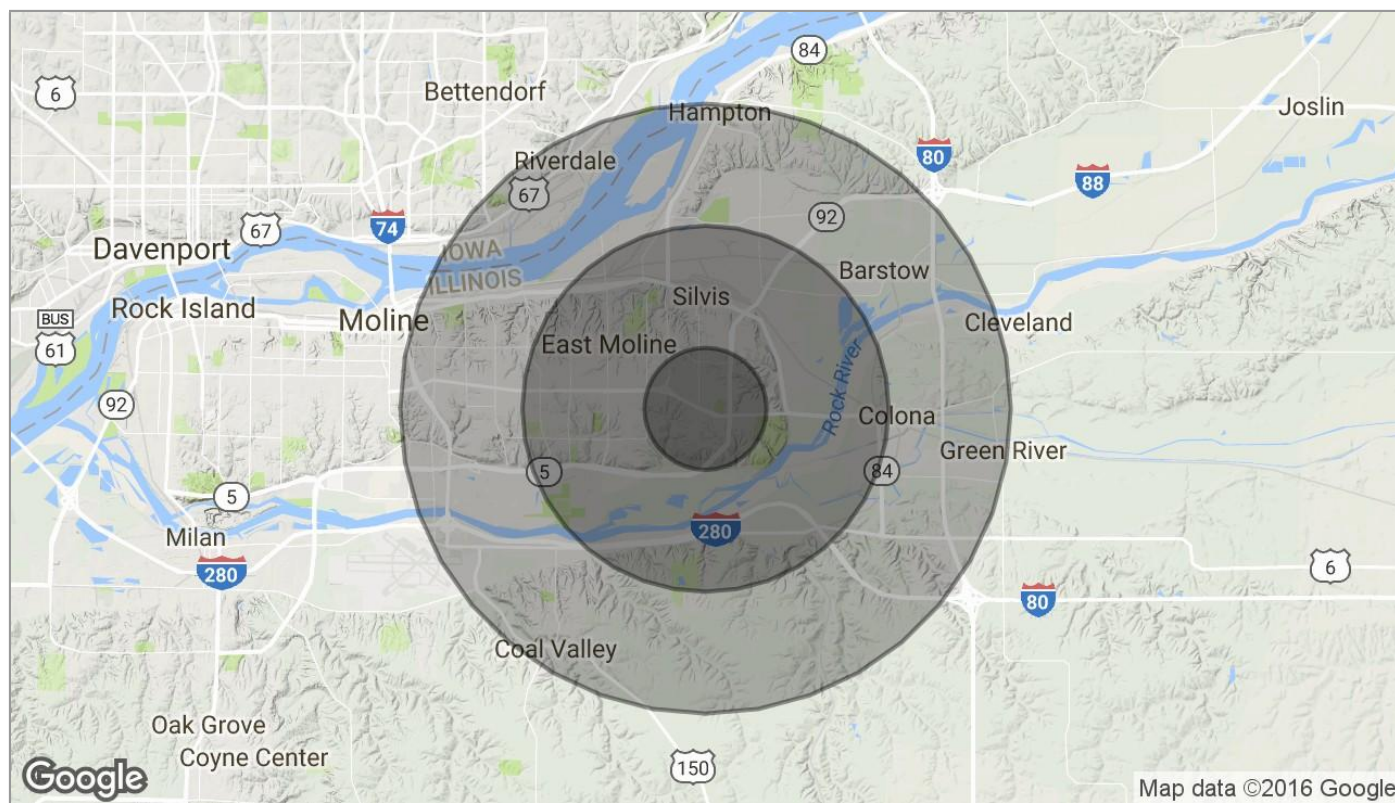 84
6
Bettendorf
Hampton
Joslin
80
Riverdale
88
67
92
67
74
Davenport
IOWA
ILLINOIS
Barstow
Silvis
Rock Island
Moline
Cleveland
BUS
61
East Moline
Rock River
92
Colona
Green River
5
84
5
280
Milan
280
6
80
Coal Valley
Oak Grove
Coyne Center
150
Google
Map data ©2016 Google